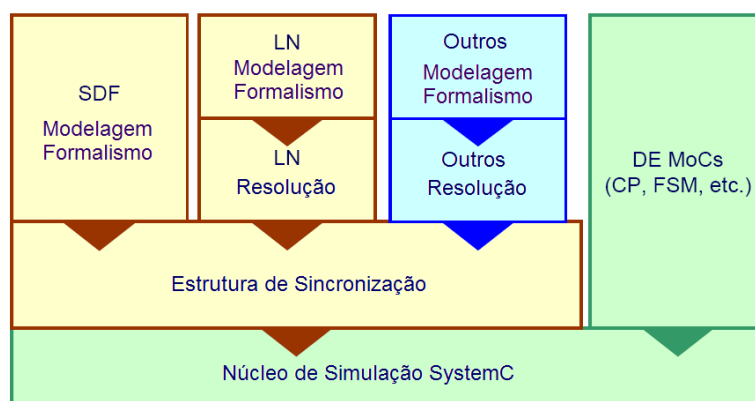 SDF
Modelagem
Formalismo
LN
Modelagem
Formalismo
LN
Resolução
Outros
Modelagem
Formalismo
Outros
Resolução
DE MoCs
(CP, FSM, etc.)
Estrutura de Sincronização
Núcleo de Simulação SystemC